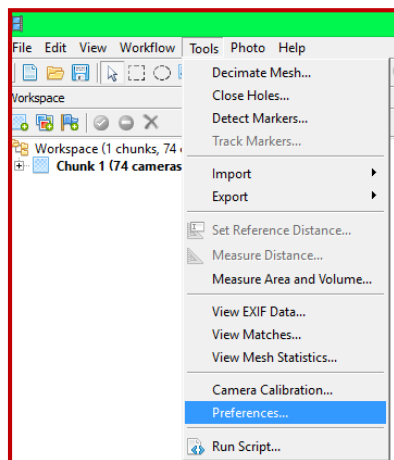 File Edit View Workflow Tools Photo Help
Workspace
Workspace (1 chunks, 74
Chunk 1 (74 cameras
Decimate Mesh...
Close Holes...
Detect Markers...
Track Markers...
Import
Export
Set Reference Distance...
Measure Distance...
Measure Area and Volume...
View EXIF Data...
View Matches...
View Mesh Statistics...
Camera Calibration...
Preferences...
Run Script...